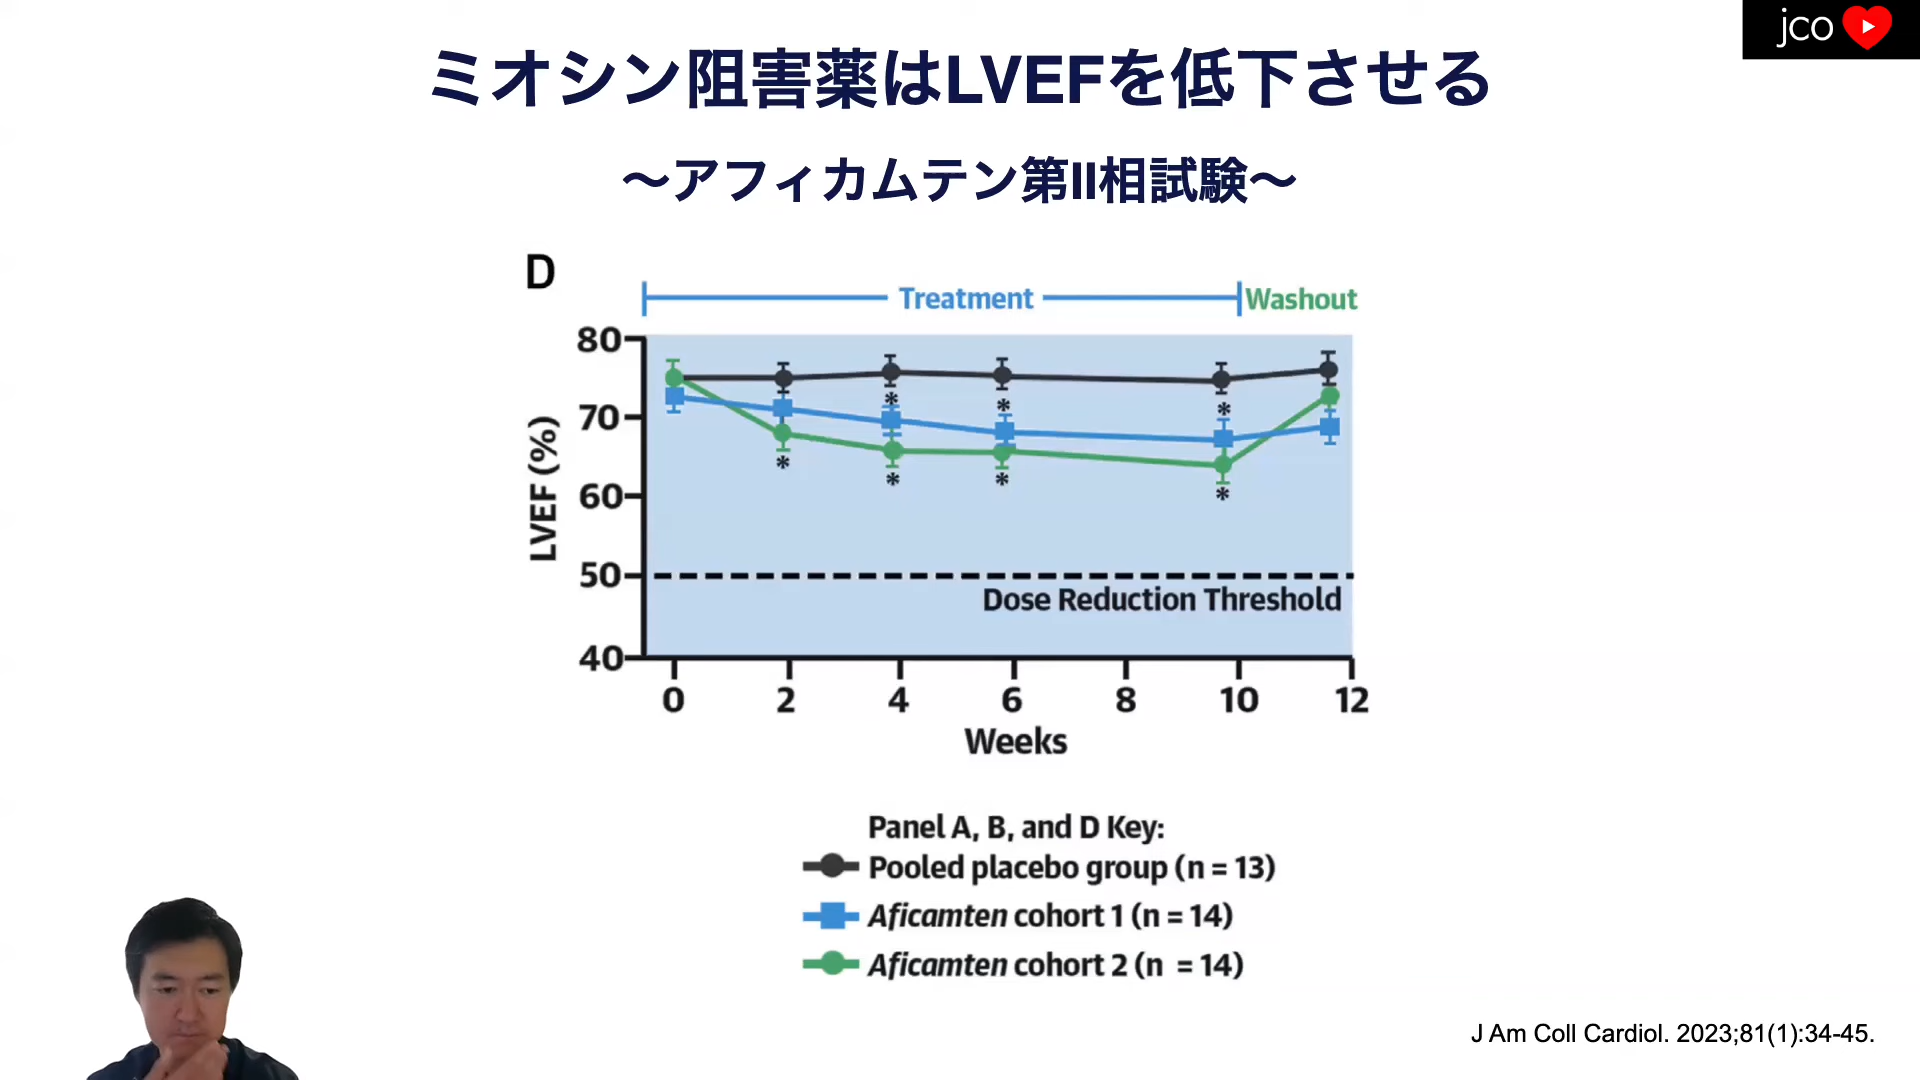 jco
ミオシン阻害薬はLVEFを低下させる
〜アフィカムテン第II相試験〜
D
Treatment
Washout
80
70
60
50
40
LVEF (%)
*
*
*
*
*
*
*
Dose Reduction Threshold
0 2 4 6 8 10 12
Weeks
Panel A, B, and D Key:
Pooled placebo group (n = 13)
Aficamten cohort 1 (n = 14)
Aficamten cohort 2 (n = 14)
J Am Coll Cardiol. 2023;81(1):34-45.